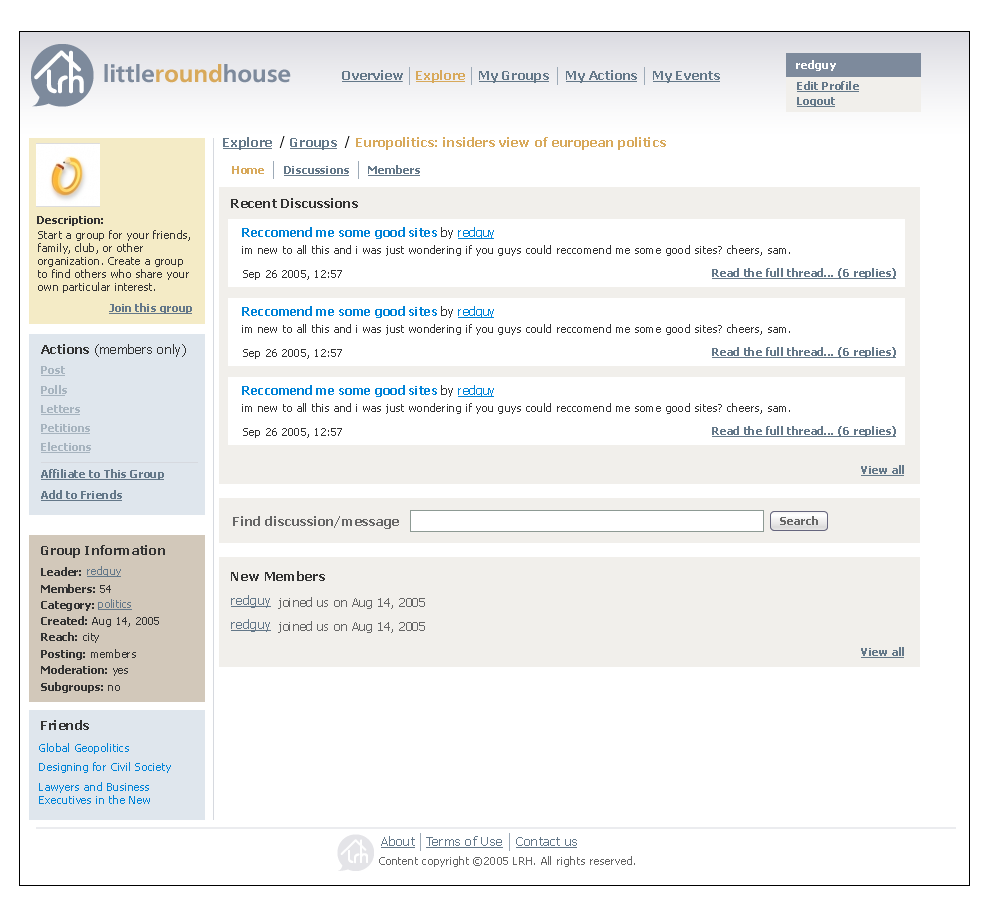 lrh littleroundhouse
Overview Explore My Groups My Actions My Events
redguy
Edit Profile
Logout
Explore / Groups / Europolitics: insiders view of european politics
Home Discussions Members
Description:
Start a group for your friends,
family, club, or other
organization. Create a group
to find others who share your
own particular interest.
Join this group
Actions (members only)
Post
Polls
Letters
Petitions
Elections
Affiliate to This Group
Add to Friends
Group Information
Leader: redguy
Members: 54
Category: politics
Created: Aug 14, 2005
Reach: city
Posting: members
Moderation: yes
Subgroups: no
Friends
Global Geopolitics
Designing for Civil Society
Lawyers and Business
Executives in the New
Recent Discussions
Reccomend me some good sites by redguy
im new to all this and i was just wondering if you guys could reccomend me some good sites? cheers, sam.
Sep 26 2005, 12:57 Read the full thread... (6 replies)
Reccomend me some good sites by redguy
im new to all this and i was just wondering if you guys could reccomend me some good sites? cheers, sam.
Sep 26 2005, 12:57 Read the full thread... (6 replies)
Reccomend me some good sites by redguy
im new to all this and i was just wondering if you guys could reccomend me some good sites? cheers, sam.
Sep 26 2005, 12:57 Read the full thread... (6 replies)
View all
Find discussion/message Search
New Members
redguy joined us on Aug 14, 2005
redguy joined us on Aug 14, 2005
View all
lrh About Terms of Use Contact us
Content copyright ©2005 LRH. All rights reserved.